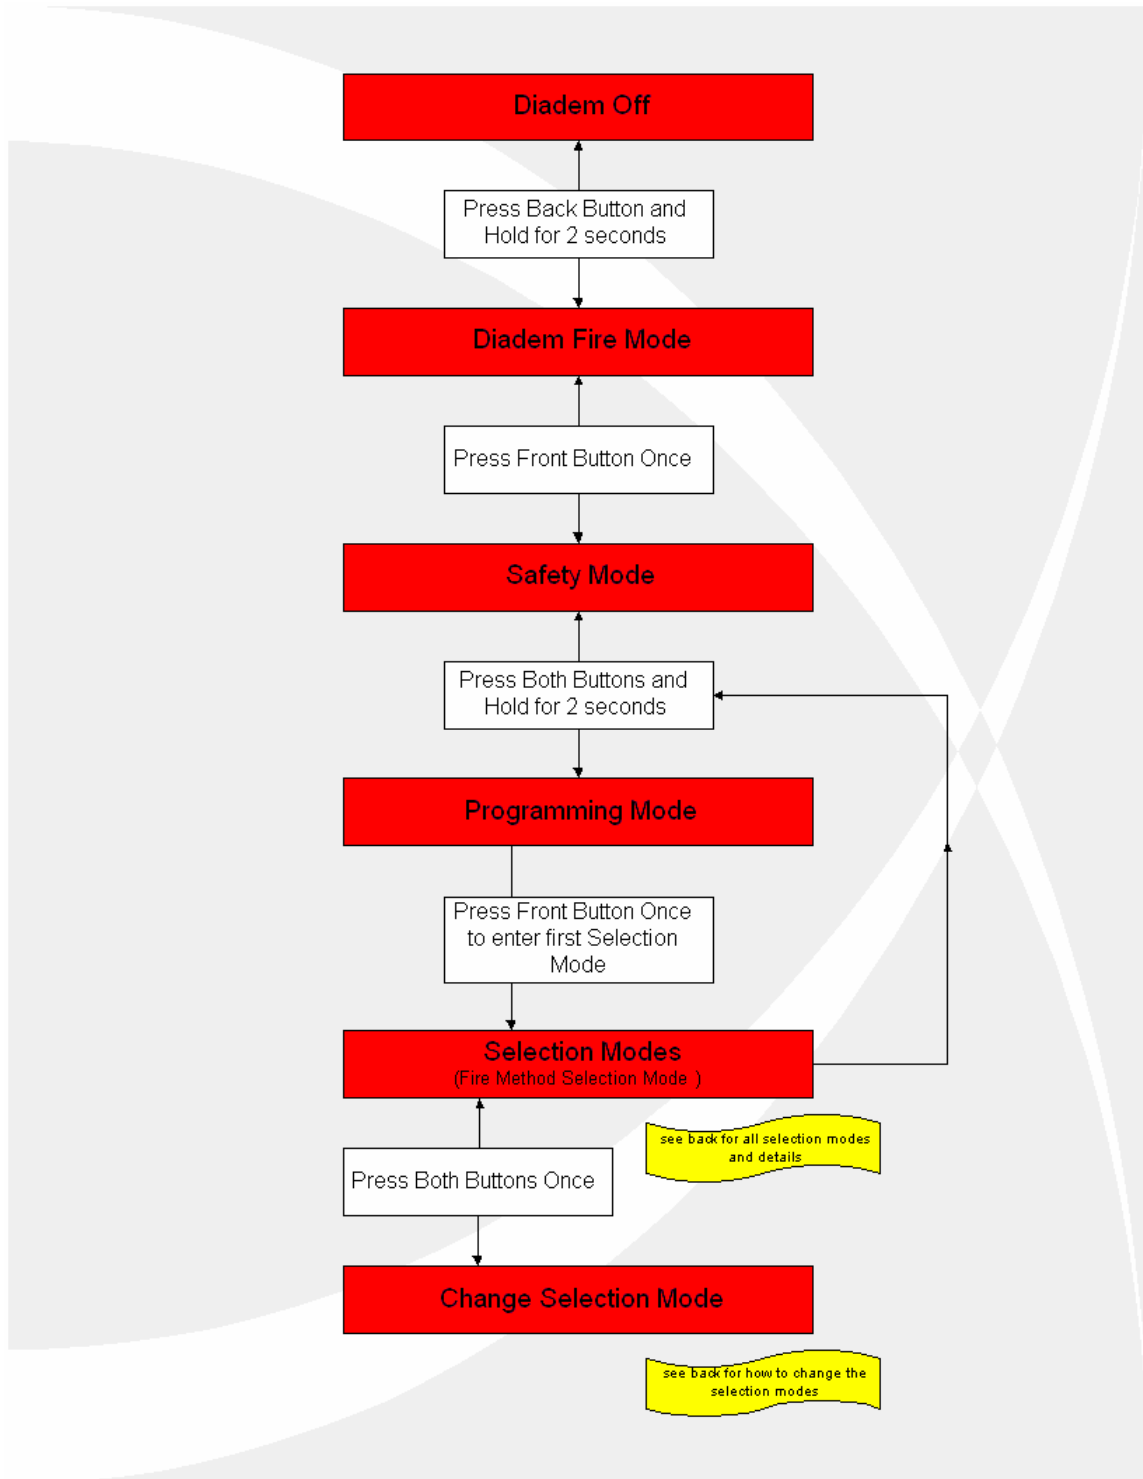 Diadem Off
Press Back Button and
Hold for 2 seconds
Diadem Fire Mode
Press Front Button Once
Safety Mode
Press Both Buttons and
Hold for 2 seconds
Programming Mode
Press Front Button Once
to enter first Selection
Mode
Selection Modes
(Fire Method Selection Mode )
see back for all selection modes
and details
Press Both Buttons Once
Change Selection Mode
see back for how to change the
selection modes